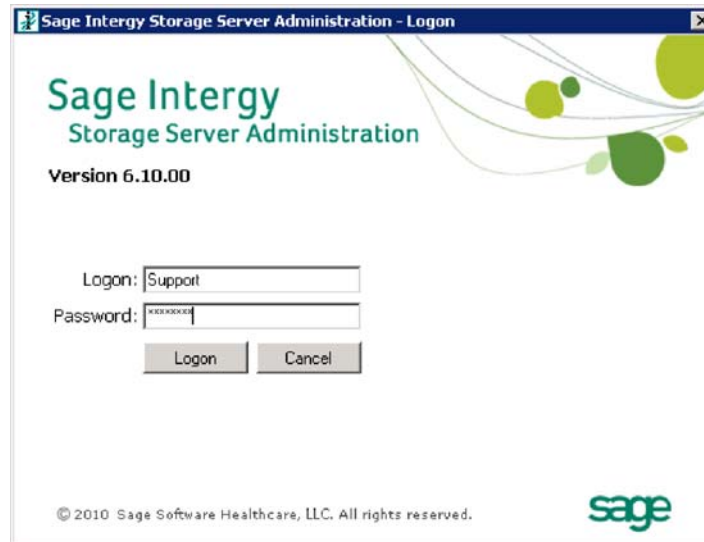 Sage Intergy Storage Server Administration - Logon
Sage Intergy
Storage Server Administration
Version 6.10.00
Logon: Support
Password: xxxxxxxx
Logon Cancel
© 2010 Sage Software Healthcare, LLC. All rights reserved.
sage